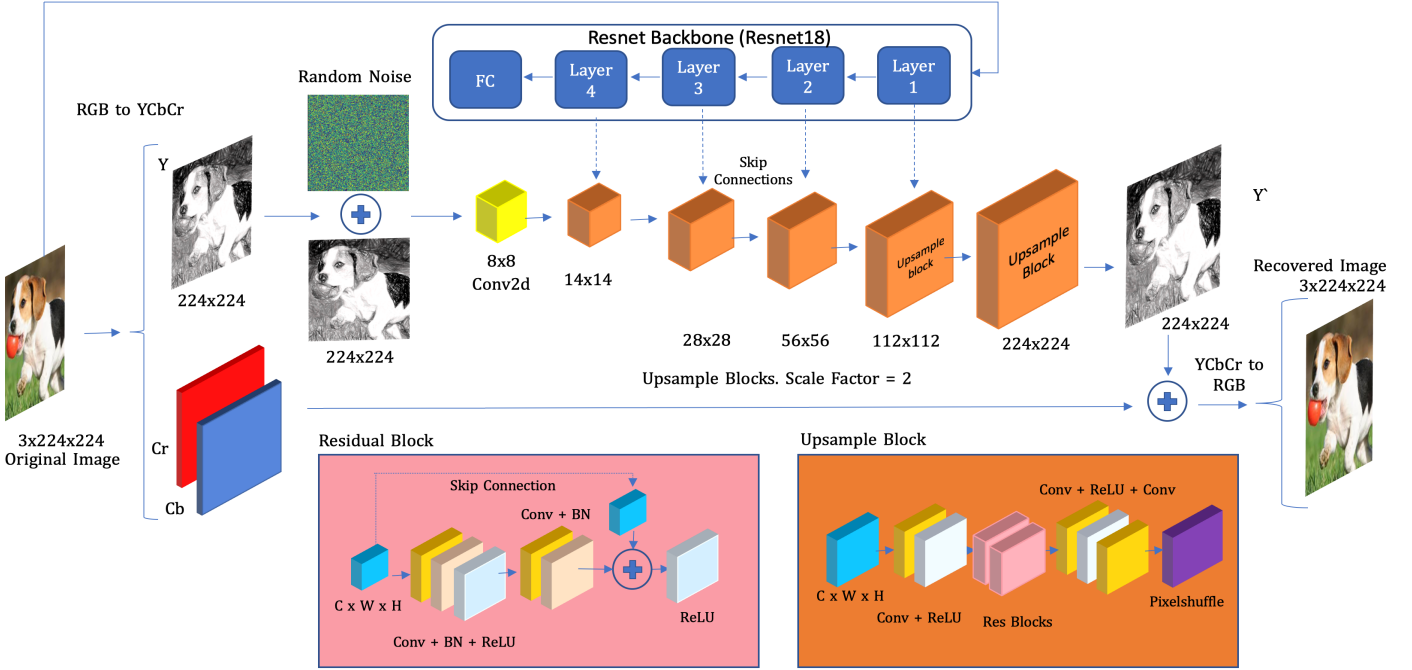 Resnet Backbone (Resnet18)
FC
Layer
4
Layer
3
Layer
2
Layer
1
Random Noise
RGB to YCbCr
Y
224x224
224x224
8x8
Conv2d
14x14
Skip
Connections
28x28
56x56
Upsample
block
112x112
Upsample
Block
224x224
Y`
224x224
Recovered Image
3x224x224
YCbCr to
RGB
Upsample Blocks. Scale Factor = 2
3x224x224
Original Image
Cr
Cb
Residual Block
Skip Connection
Conv + BN
C x W x H
Conv + BN + ReLU
ReLU
Upsample Block
Conv + ReLU + Conv
C x W x H
Conv + ReLU
Res Blocks
Pixelshuffle